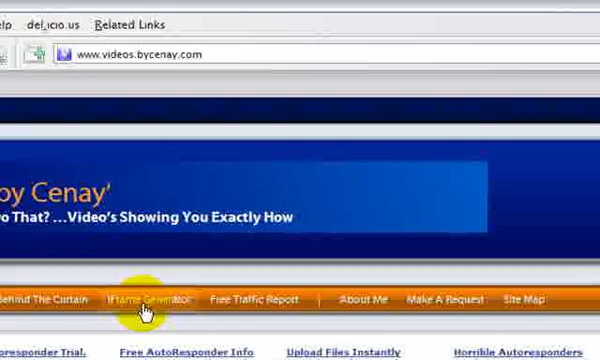 elp del.icio.us Related Links
www.videos.bycenay.com
by Cenay'
o That? ...Video's Showing You Exactly How
Behind The Curtain IFrame Generator Free Traffic Report | About Me Make A Request Site Map
oresponder Trial. Free AutoResponder Info Upload Files Instantly Horrible Autoresponders